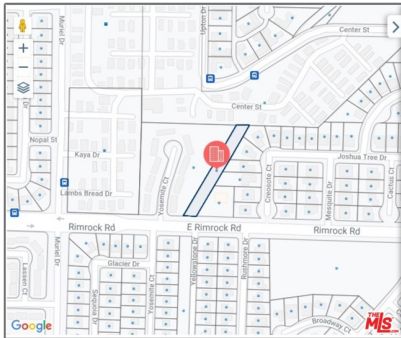 Muriel Dr
Upton Dr
Center St
Center St
Nopal St
Kaya Dr
Joshua Tree Dr
Lambs Bread Dr
Yosemite Ct
Creosote Ct
Mesquite Dr
Cactus Ct
Rimrock Rd
E Rimrock Rd
Rimrock Rd
Muriel Dr
Glacier Dr
Lassen Ct
Sequoia Dr
Yosemite Ct
Yellowstone Dr
Rushmore Dr
Broadway Ct
Google
THE
MLS